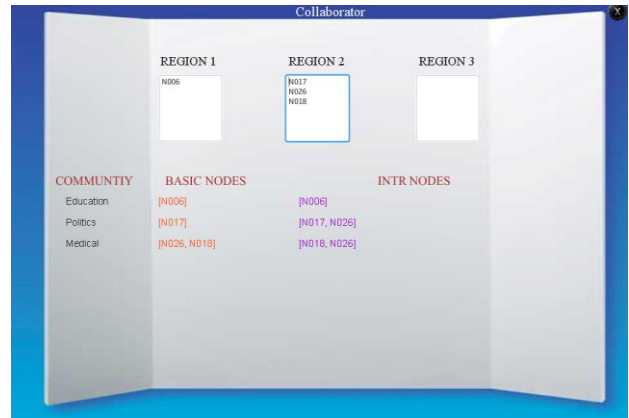 Collaborator
X
REGION 1 REGION 2 REGION 3
N006
N017
N026
N018
COMMUNTIY BASIC NODES INTR NODES
Education [N006] [N006]
Politics [N017] [N017, N026]
Medical [N026, N018] [N018, N026]